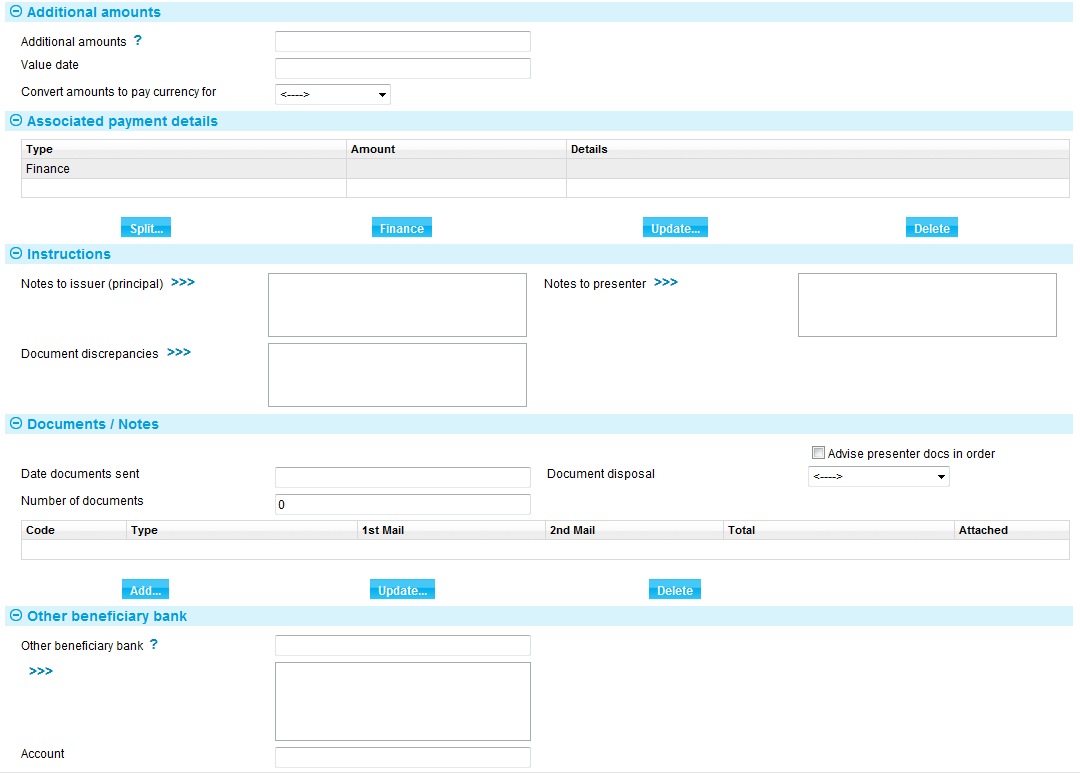 Additional amounts
Additional amounts ?
Value date
Convert amounts to pay currency for <---->
Associated payment details
Type Amount Details
Finance
Split... Finance Update... Delete
Instructions
Notes to issuer (principal) >>> Notes to presenter >>>
Document discrepancies >>>
Documents / Notes
Advise presenter docs in order
Date documents sent Document disposal <---->
Number of documents 0
Code Type 1st Mail 2nd Mail Total Attached
Add... Update... Delete
Other beneficiary bank
Other beneficiary bank ?
>>>
Account